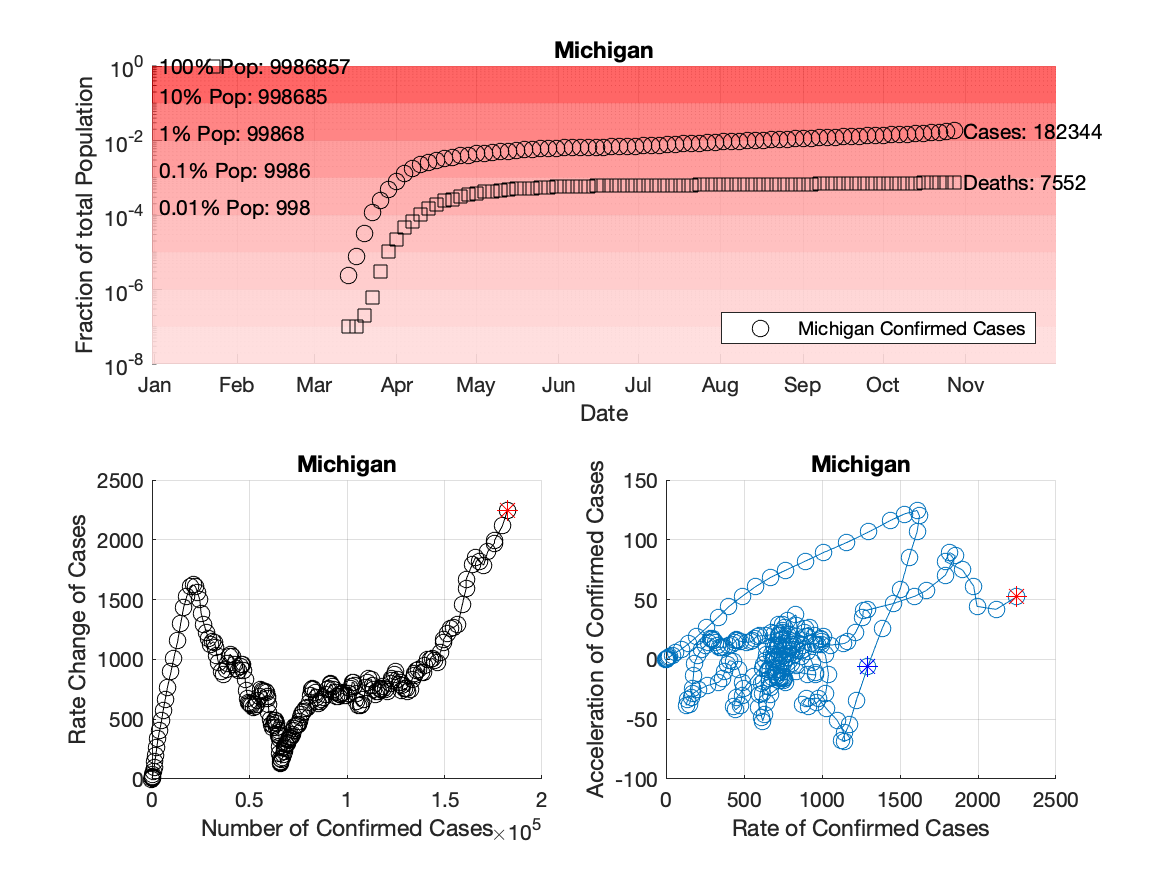 Michigan
Fraction of total Population
10^0
10^-2
10^-4
10^-6
10^-8
100% Pop: 9986857
10% Pop: 998685
1% Pop: 99868
0.1% Pop: 9986
0.01% Pop: 998
Cases: 182344
Deaths: 7552
Michigan Confirmed Cases
Jan Feb Mar Apr May Jun Jul Aug Sep Oct Nov
Date
Michigan
Rate Change of Cases
2500
2000
1500
1000
500
0
0 0.5 1 1.5 2
Number of Confirmed Cases ×10^5
Michigan
Acceleration of Confirmed Cases
150
100
50
0
-50
-100
0 500 1000 1500 2000 2500
Rate of Confirmed Cases